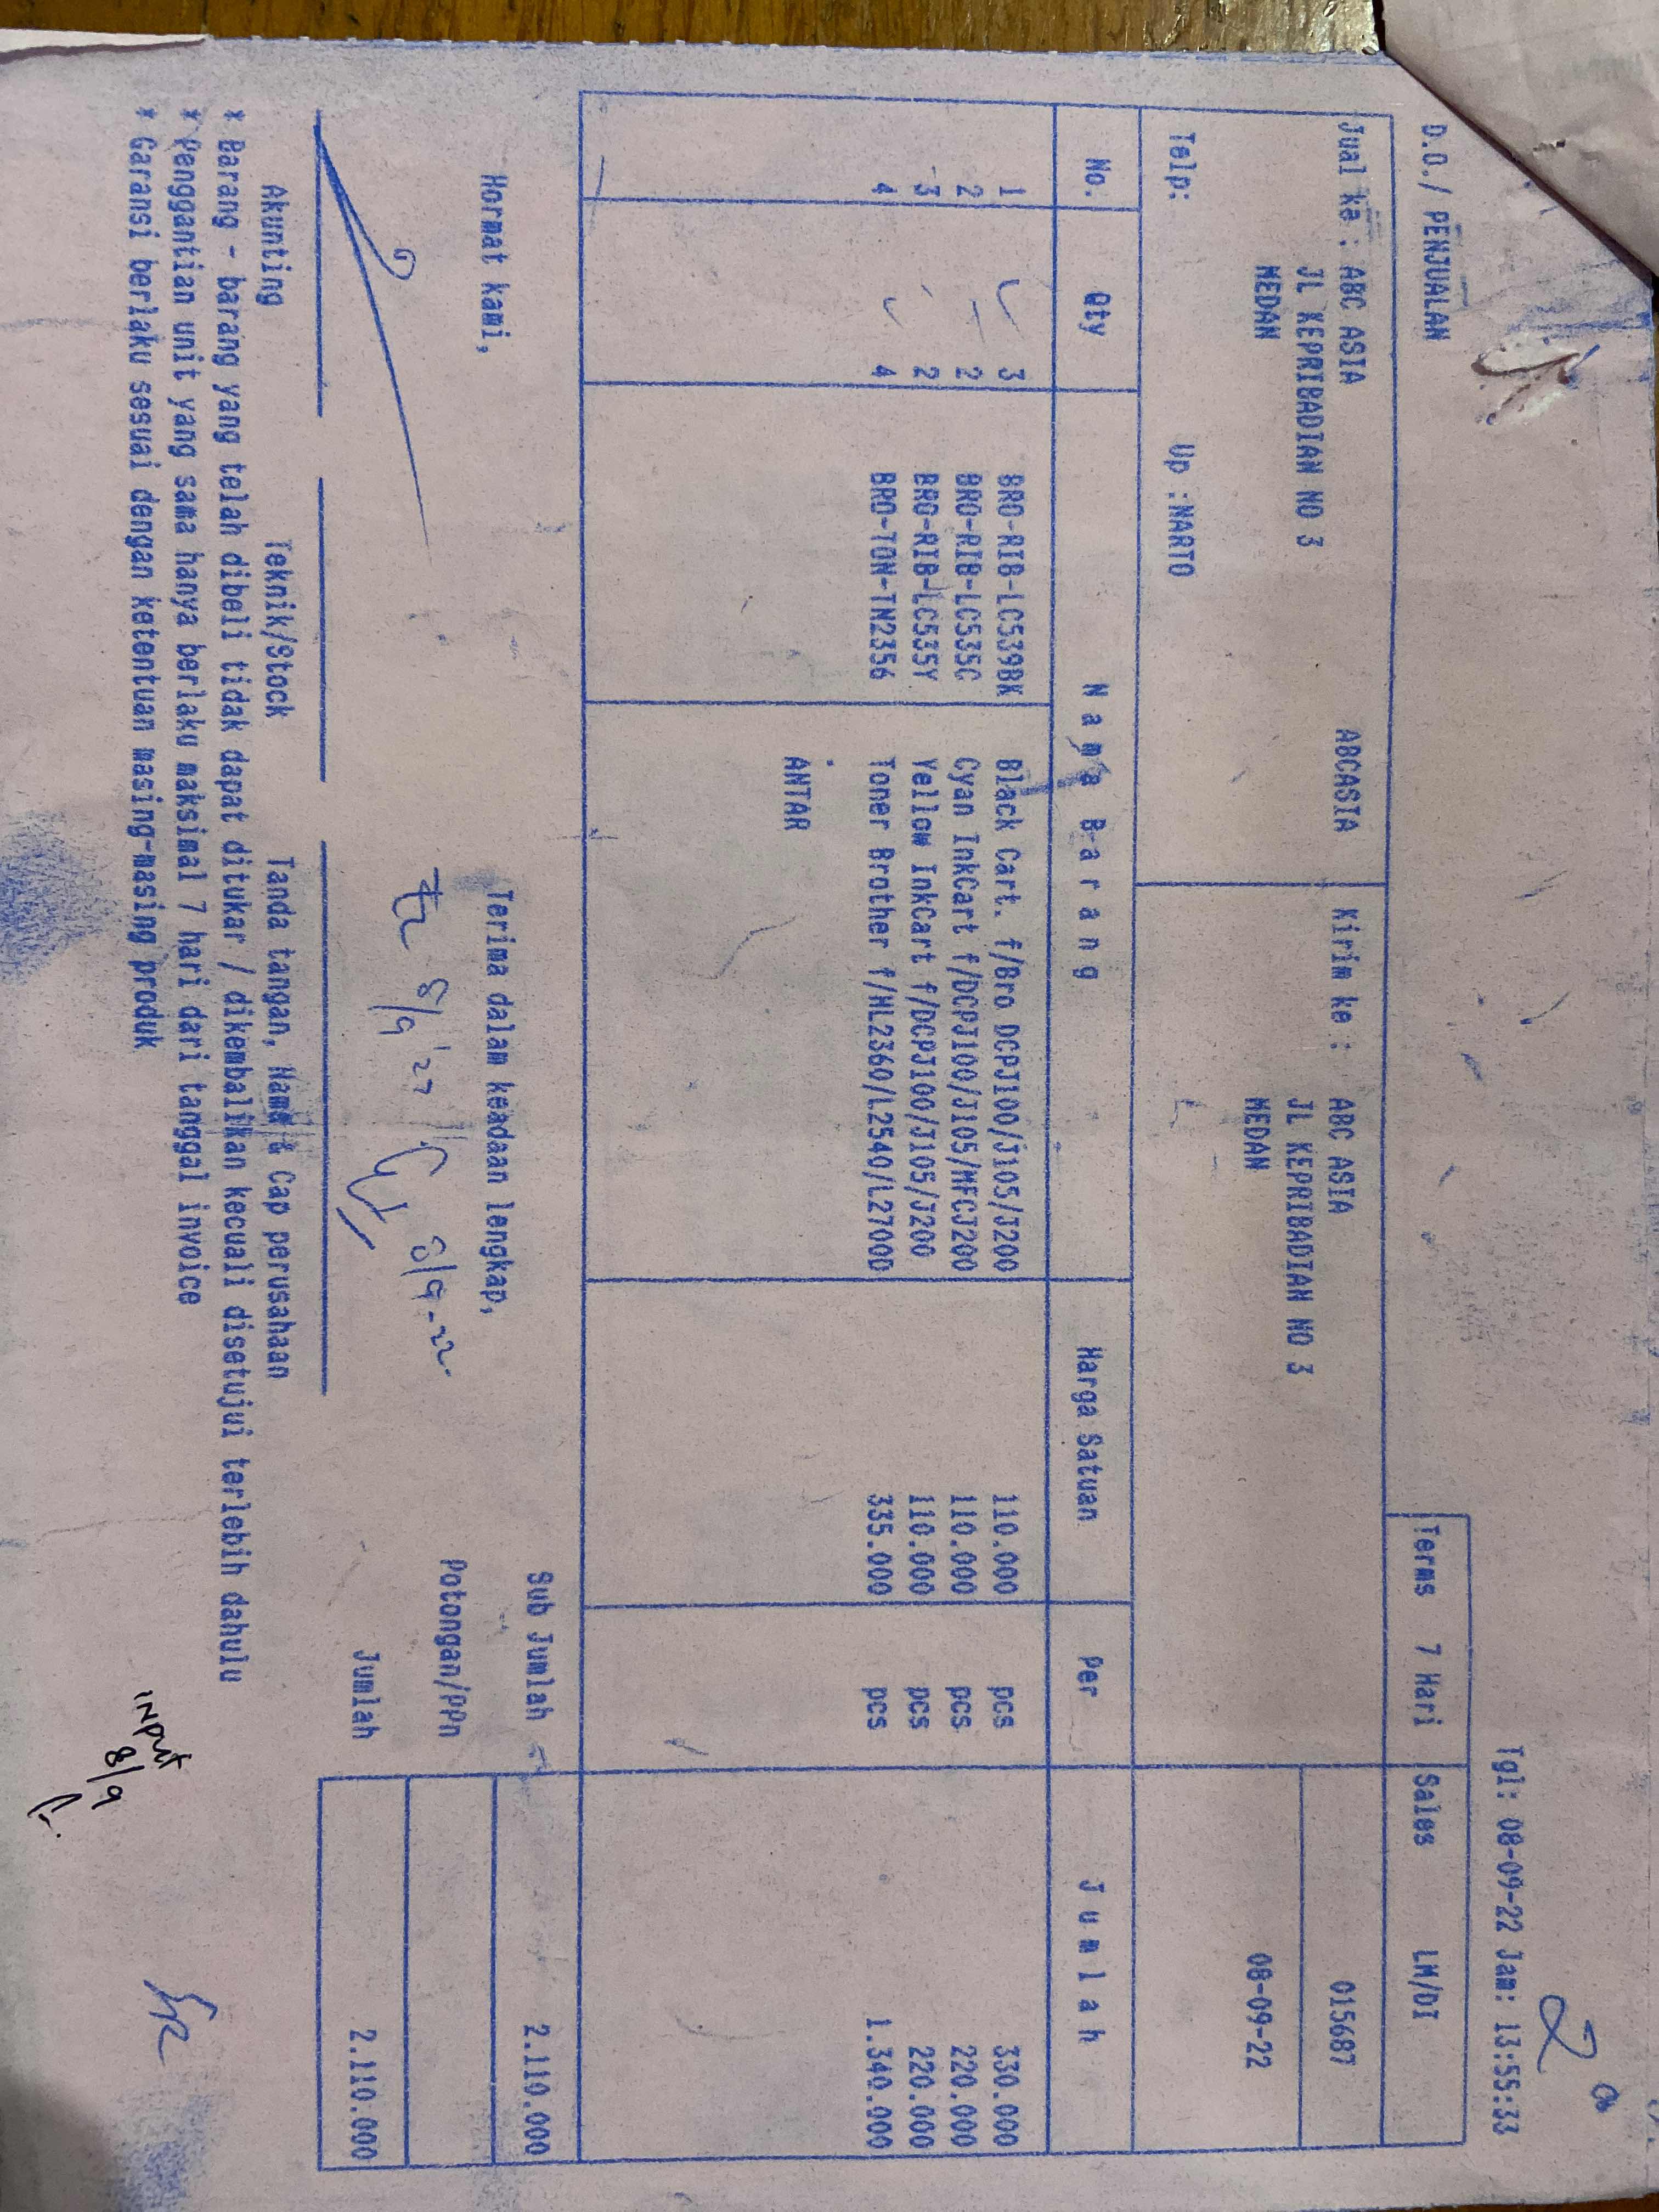 Tgl: 08-09-22 Jam: 13:55:33
D.O./ PENJUALAN
Terms 7 Hari Sales LM/DI
Jual ke : ABC ASIA ABCASIA Kirim ke : ABC ASIA 015687
JL KEPRIBADIAN NO 3 JL KEPRIBADIAN NO 3
MEDAN MEDAN 08-09-22
Telp: Up :NARTO
No. Qty Nama Barang Harga Satuan Per Jumlah
1 3 BRO-RIB-LC539BK Black Cart. f/Bro DCPJ100/J105/J200 110.000 pcs 330.000
2 2 BRO-RIB-LC535C Cyan InkCart f/DCPJ100/J105/MFCJ200 110.000 pcs 220.000
3 2 BRO-RIB-LC535Y Yellow InkCart f/DCPJ100/J105/J200 110.000 pcs 220.000
4 4 BRO-TON-TN2356 Toner Brother f/HL2360/L2540/L2700D 335.000 pcs 1.340.000
ANTAR
Sub Jumlah 2.110.000
Hormat kami, Terima dalam keadaan lengkap,
Potongan/PPn
8/9 '22 8/9-22
Jumlah 2.110.000
Akunting Teknik/Stock Tanda tangan, Nama & Cap perusahaan
* Barang - barang yang telah dibeli tidak dapat ditukar / dikembalikan kecuali disetujui terlebih dahulu
* Penggantian unit yang sama hanya berlaku maksimal 7 hari dari tanggal invoice
* Garansi berlaku sesuai dengan ketentuan masing-masing produk
INPUT
8/9